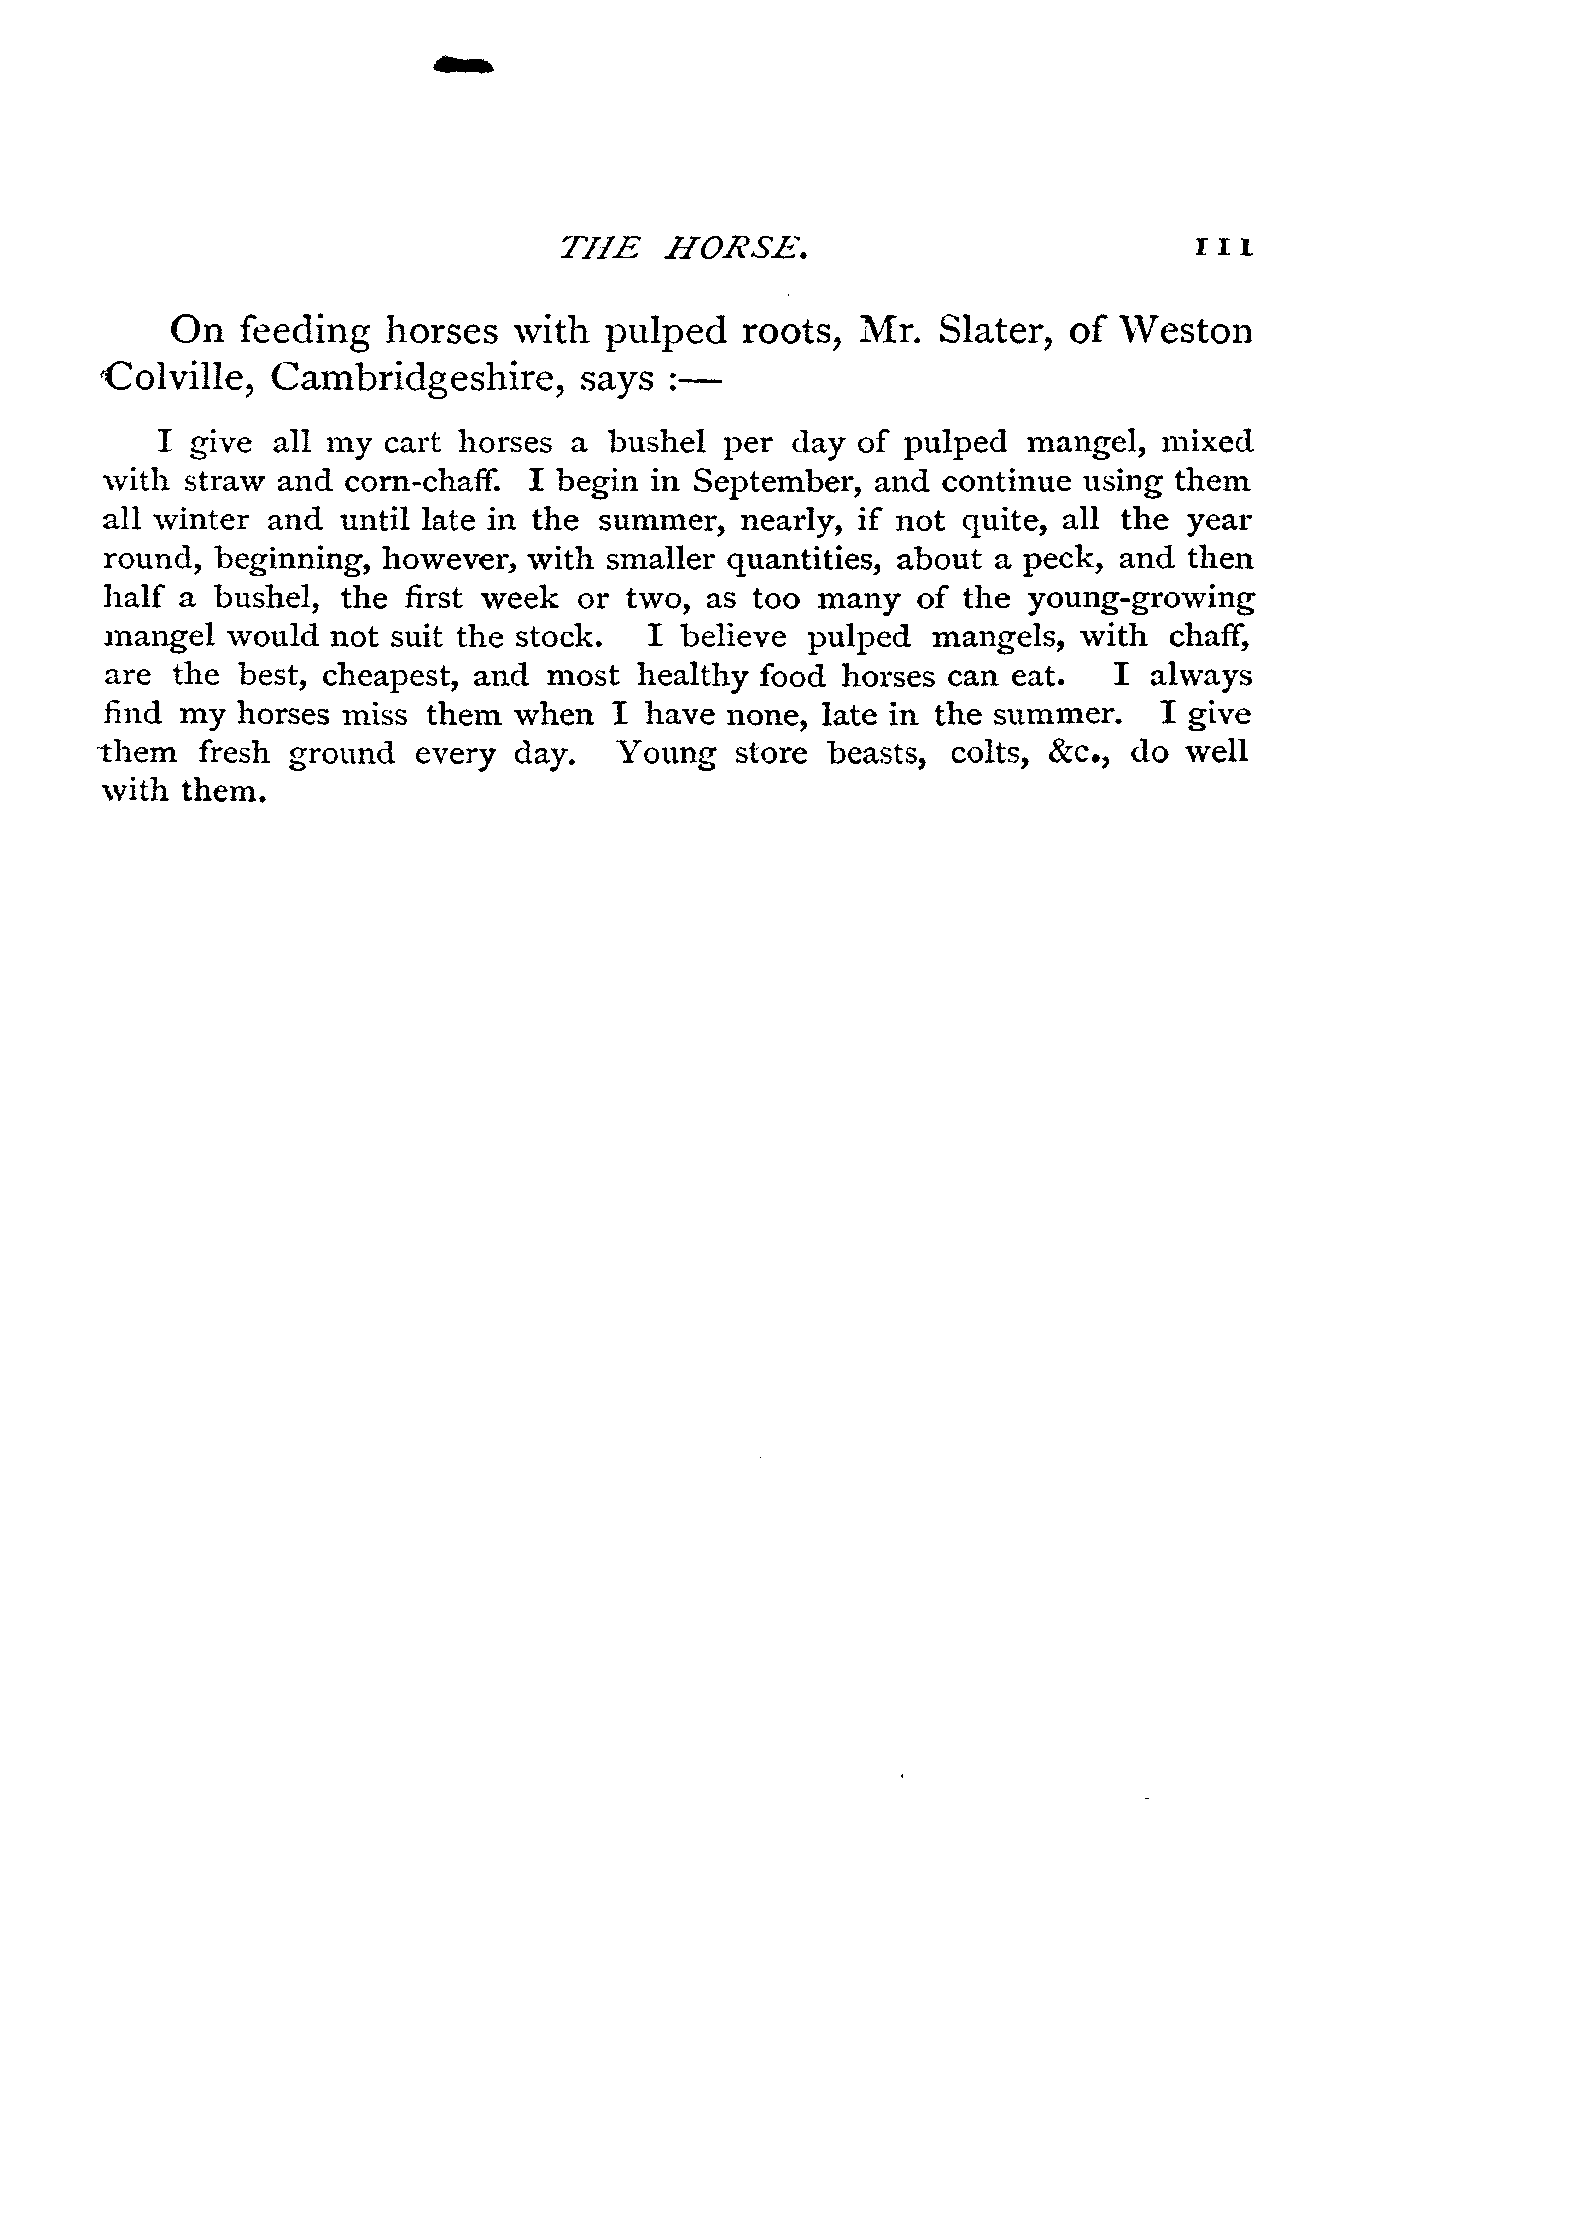 THE HORSE. 111
On feeding horses with pulped roots, Mr. Slater, of Weston
Colville, Cambridgeshire, says :—
I give all my cart horses a bushel per day of pulped mangel, mixed
with straw and corn-chaff. I begin in September, and continue using them
all winter and until late in the summer, nearly, if not quite, all the year
round, beginning, however, with smaller quantities, about a peck, and then
half a bushel, the first week or two, as too many of the young-growing
mangel would not suit the stock. I believe pulped mangels, with chaff,
are the best, cheapest, and most healthy food horses can eat. I always
find my horses miss them when I have none, late in the summer. I give
them fresh ground every day. Young store beasts, colts, &c., do well
with them.